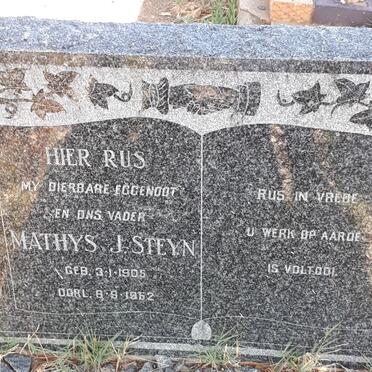 HIER RUS
MY DIERBARE EGGENOOT
EN ONS VADER
MATHYS J. STEYN
GEB. 3-1-1905
OORL. 8-8-1962
RUS IN VREDE
U WERK OP AARDE
IS VOLTOOI.